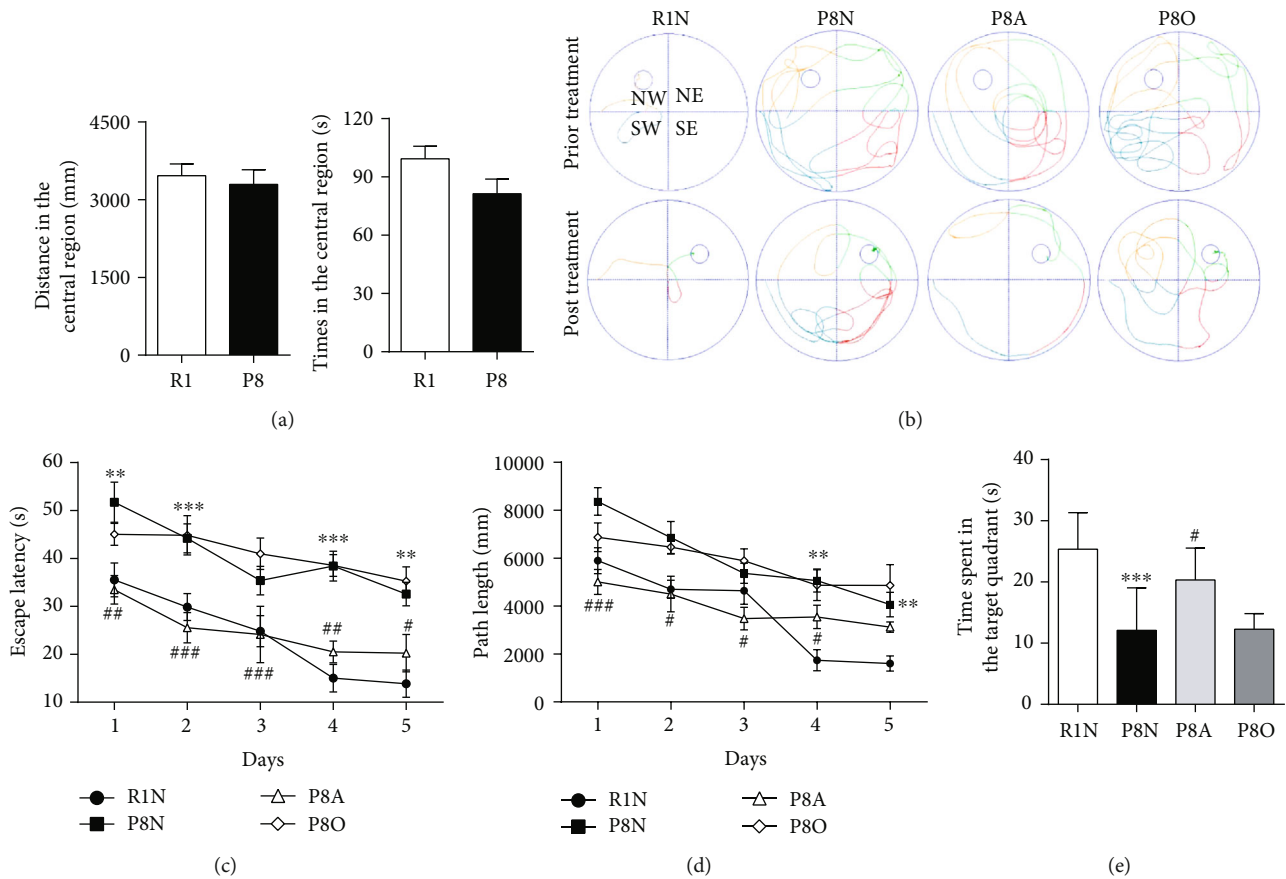 Distance in the
central region (mm)
4500
3000
1500
0
R1
P8
Times in the central region (s)
120
90
60
30
0
R1
P8
(a)
R1N
P8N
P8A
P8O
Prior treatment
NW
NE
SW
SE
Post treatment
(b)
Escape latency (s)
60
50
40
30
20
10
**
***
***
**
##
###
###
##
#
1
2
3
4
5
Days
R1N
P8A
P8N
P8O
(c)
Path length (mm)
10000
8000
6000
4000
2000
0
**
**
###
#
#
#
1
2
3
4
5
Days
R1N
P8A
P8N
P8O
(d)
Time spent in
the target quadrant (s)
40
30
20
10
0
***
#
R1N
P8N
P8A
P8O
(e)